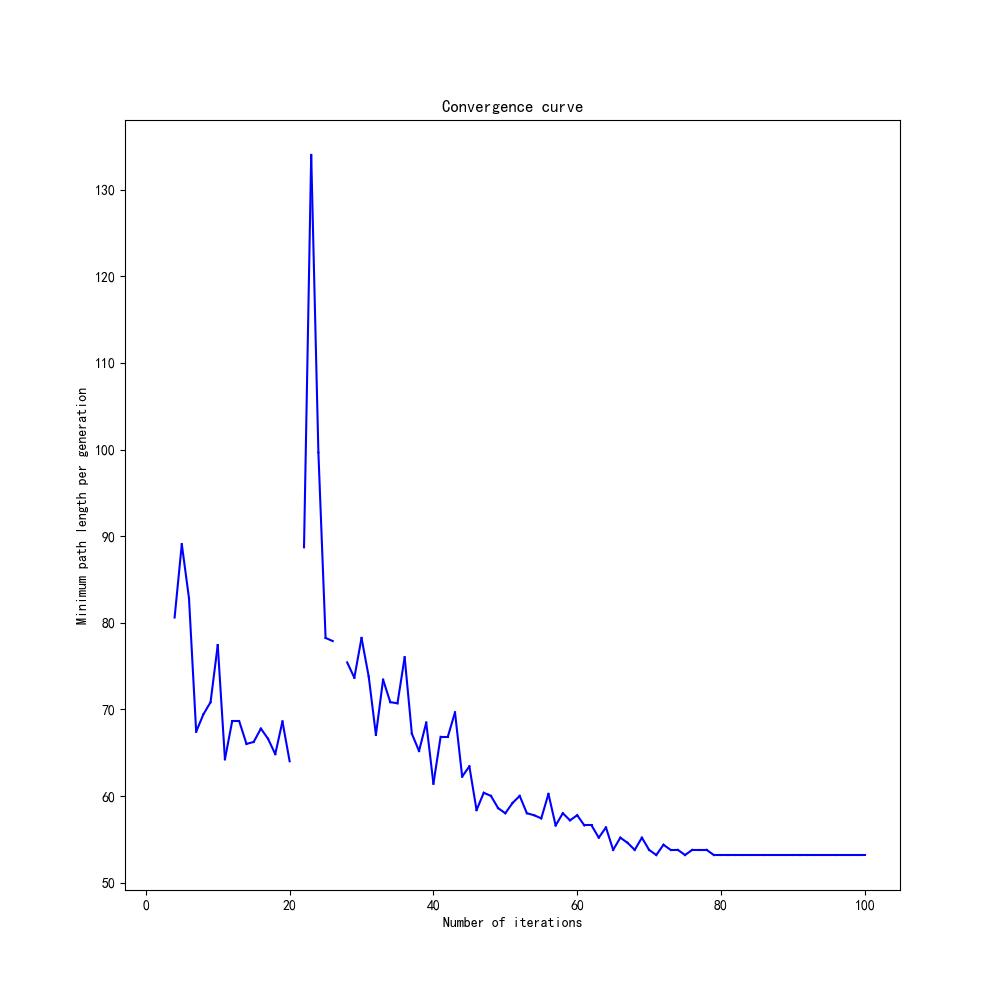 Convergence curve
Minimum path length per generation
130
120
110
100
90
80
70
60
50
0 20 40 60 80 100
Number of iterations